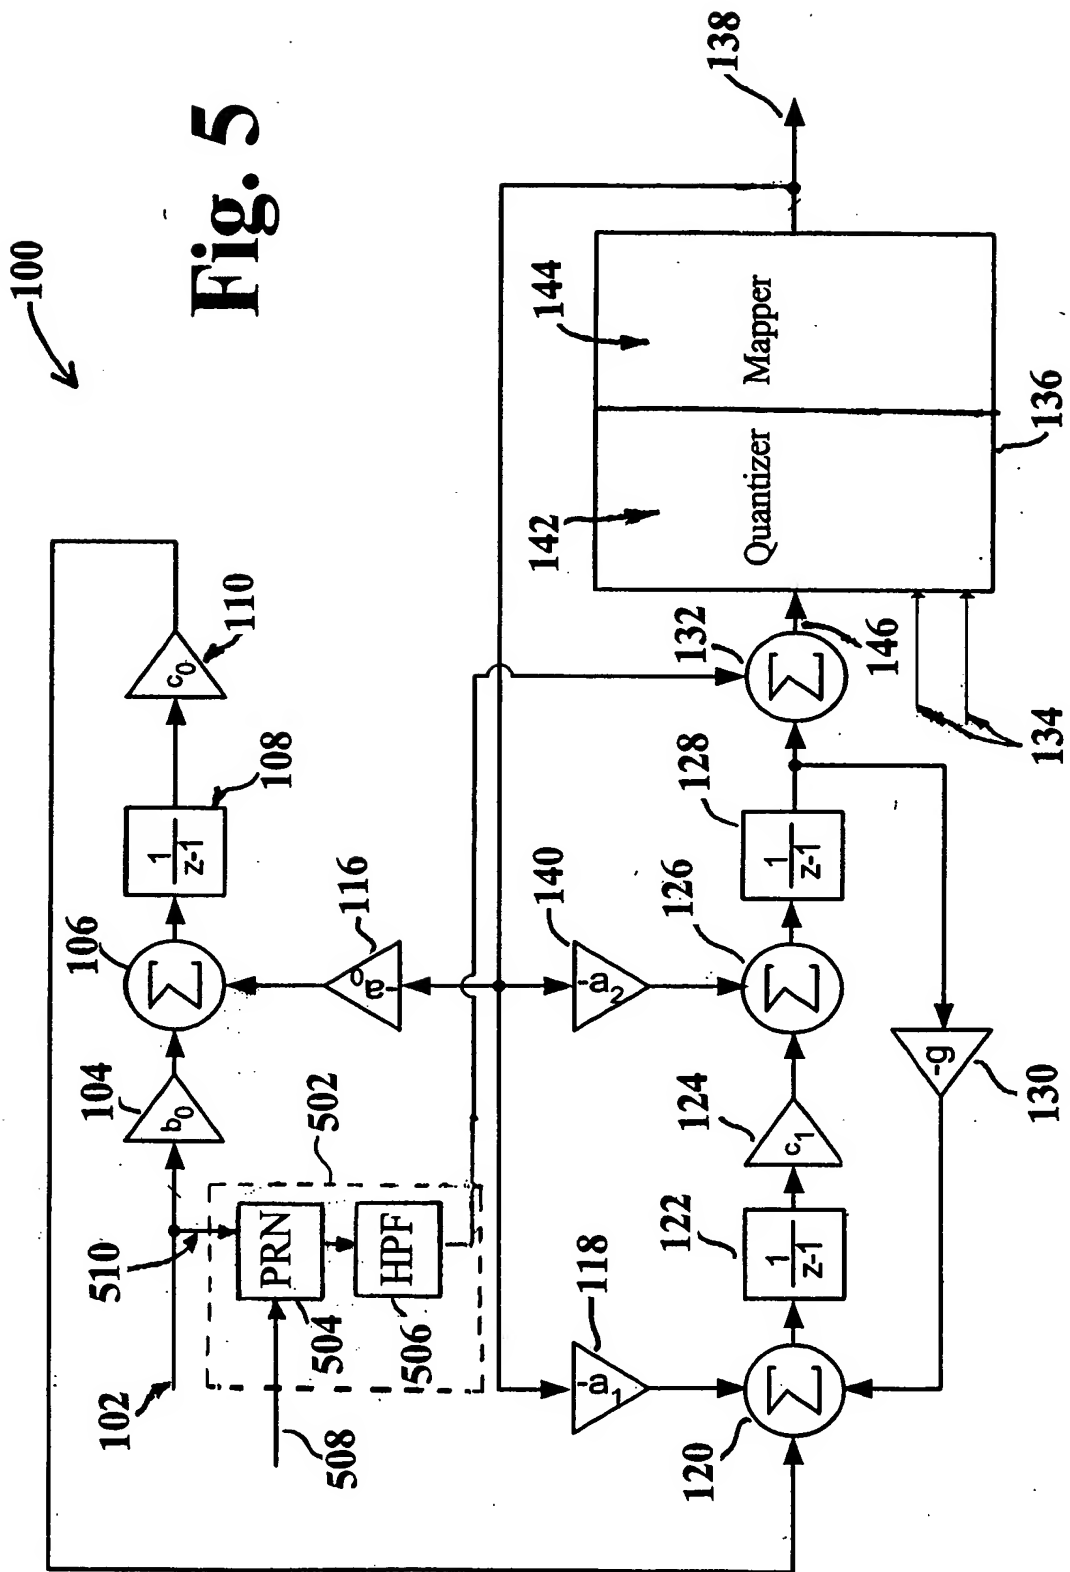 Fig. 5
100
110
c0
108
1
z-1
106
104
b0
116
-a0
502
510
PRN
504
HPF
506
102
508
138
144
Mapper
142
Quantizer
136
132
146
134
128
1
z-1
140
-a2
126
124
c1
122
1
z-1
118
-a1
120
-g
130
Σ
Σ
Σ
Σ